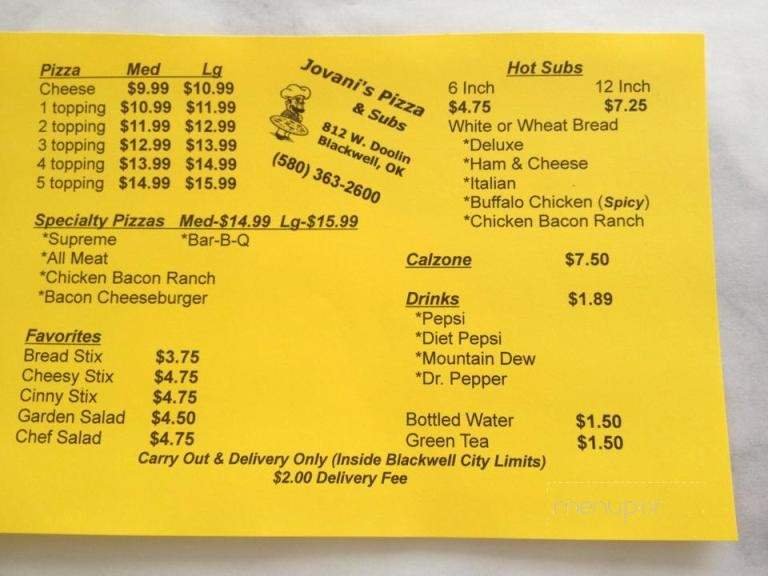 Pizza Med Lg
Cheese $9.99 $10.99
1 topping $10.99 $11.99
2 topping $11.99 $12.99
3 topping $12.99 $13.99
4 topping $13.99 $14.99
5 topping $14.99 $15.99
Jovani's Pizza
& Subs
812 W. Doolin
Blackwell, OK
(580) 363-2600
Specialty Pizzas Med-$14.99 Lg-$15.99
*Supreme *Bar-B-Q
*All Meat
*Chicken Bacon Ranch
*Bacon Cheeseburger
Favorites
Bread Stix $3.75
Cheesy Stix $4.75
Cinny Stix $4.75
Garden Salad $4.50
Chef Salad $4.75
Hot Subs
6 Inch 12 Inch
$4.75 $7.25
White or Wheat Bread
*Deluxe
*Ham & Cheese
*Italian
*Buffalo Chicken (Spicy)
*Chicken Bacon Ranch
Calzone $7.50
Drinks $1.89
*Pepsi
*Diet Pepsi
*Mountain Dew
*Dr. Pepper
Bottled Water $1.50
Green Tea $1.50
Carry Out & Delivery Only (Inside Blackwell City Limits)
$2.00 Delivery Fee